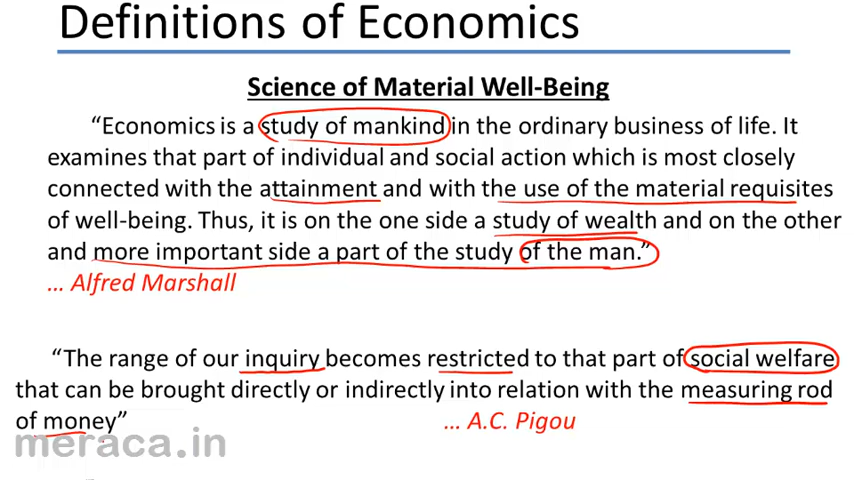 Definitions of Economics
Science of Material Well-Being
“Economics is a study of mankind in the ordinary business of life. It
examines that part of individual and social action which is most closely
connected with the attainment and with the use of the material requisites
of well-being. Thus, it is on the one side a study of wealth and on the other
and more important side a part of the study of the man.”
… Alfred Marshall
“The range of our inquiry becomes restricted to that part of social welfare
that can be brought directly or indirectly into relation with the measuring rod
of money”
… A.C. Pigou
meraca.in